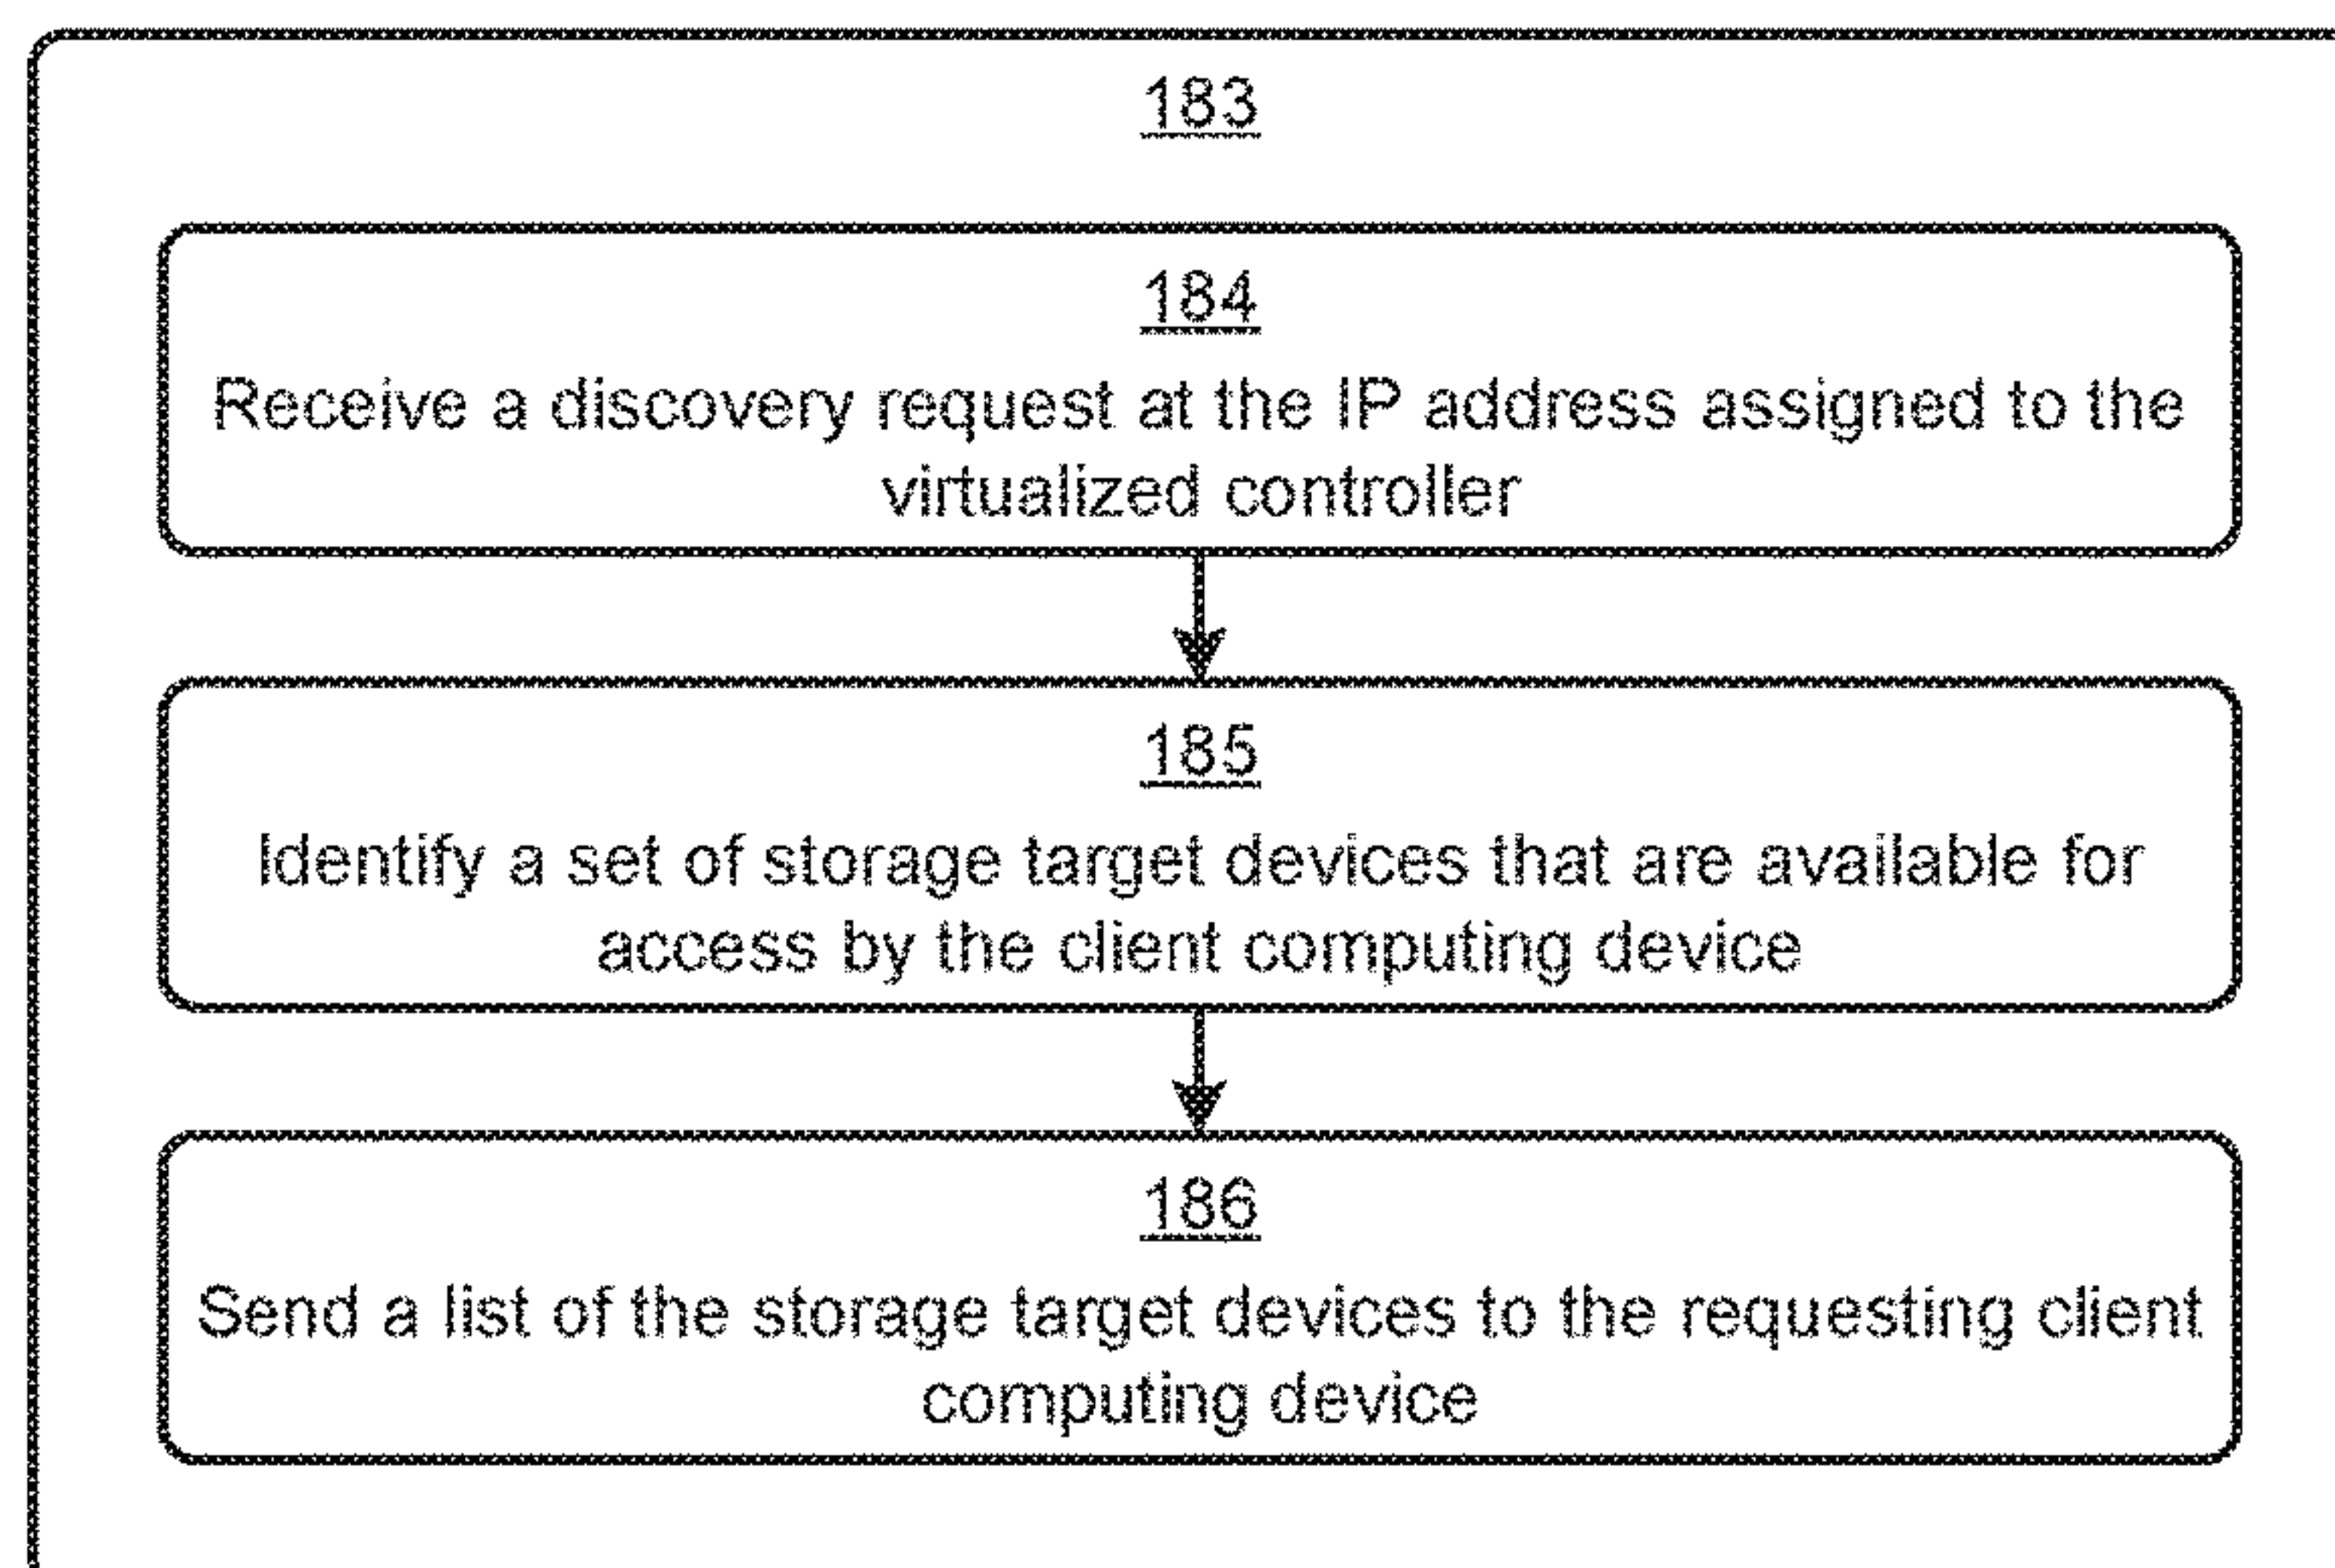 183
184
Receive a discovery request at the IP address assigned to the
virtualized controller
185
Identify a set of storage target devices that are available for
access by the client computing device
186
Send a list of the storage target devices to the requesting client
computing device